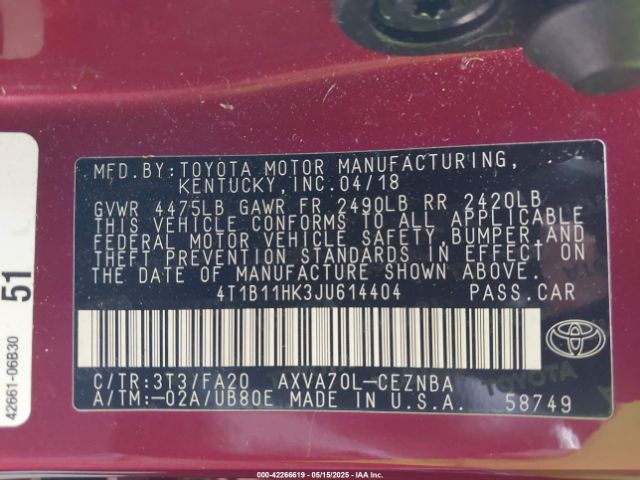 MFD.BY:TOYOTA MOTOR MANUFACTURING,
KENTUCKY,INC.04/18
GVWR 4475LB GAWR FR 2490LB RR 2420LB
THIS VEHICLE CONFORMS TO ALL APPLICABLE
FEDERAL MOTOR VEHICLE SAFETY,BUMPER,AND
THEFT PREVENTION STANDARDS IN EFFECT ON
THE DATE OF MANUFACTURE SHOWN ABOVE.
4T1B11HK3JU614404 PASS.CAR
C/TR:3T3/FA20 AXVA70L-CEZNBA
A/TM:-02A/UB80E MADE IN U.S.A. 58749
51
42661-06B30
TOYOTA
000-42266619 - 05/15/2025 - IAA Inc.